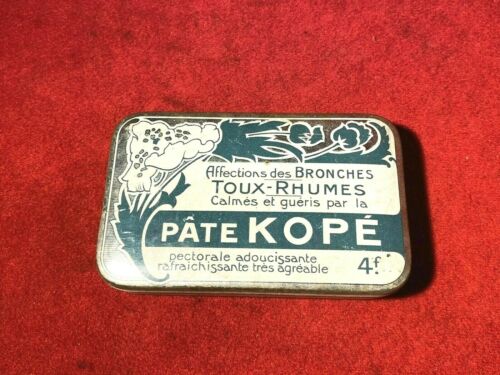 Affections des BRONCHES
TOUX-RHUMES
Calmés et guéris par la
PÂTE KOPÉ
pectorale adoucissante
rafraichissante très agréable
4f.